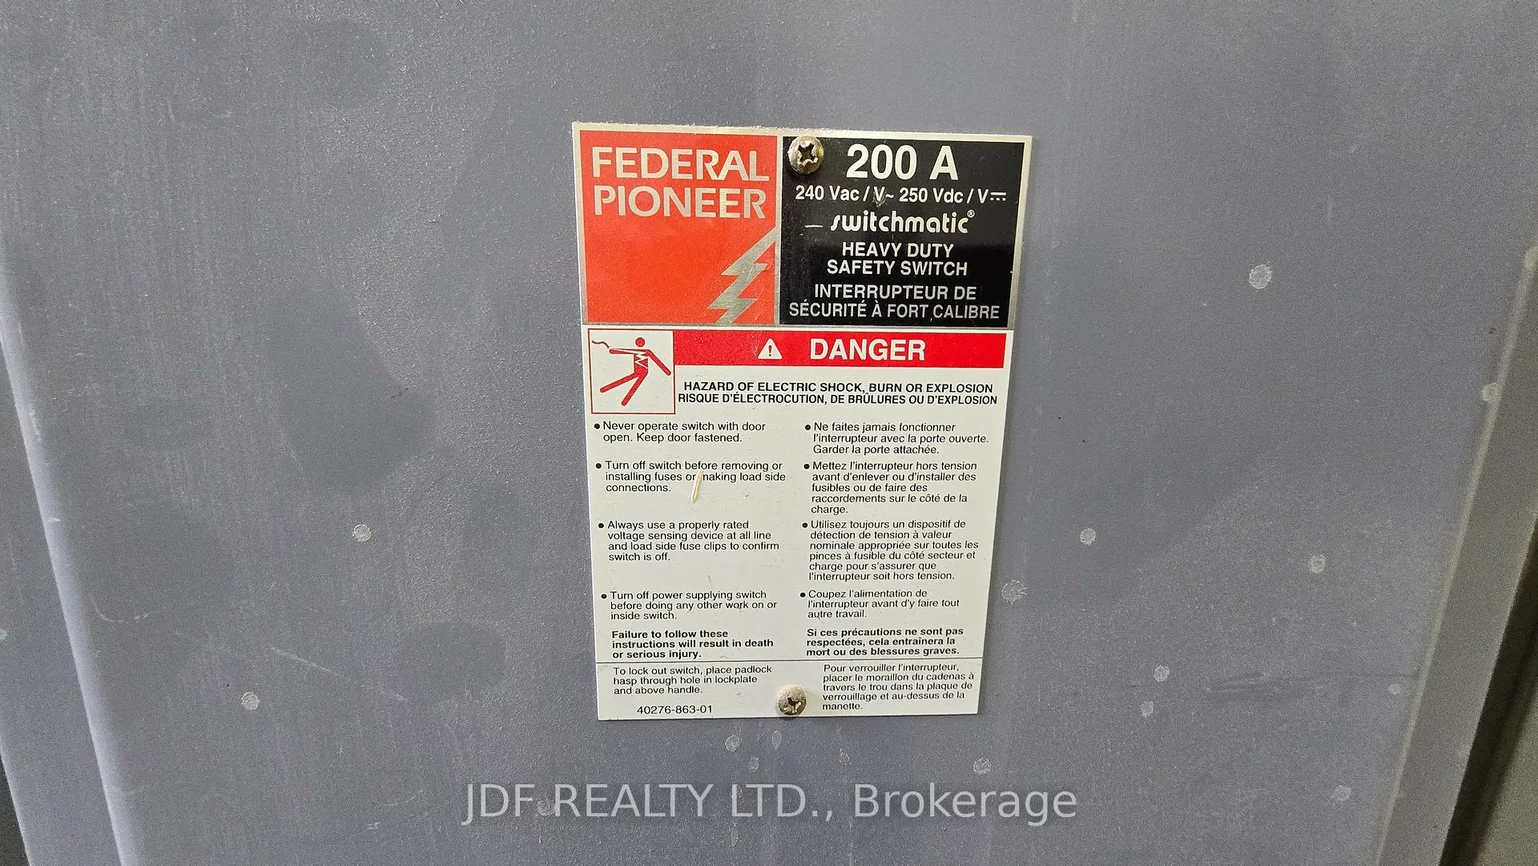 FEDERAL
PIONEER
200 A
240 Vac / V~ 250 Vdc / V⎓
switchmatic®
HEAVY DUTY
SAFETY SWITCH
INTERRUPTEUR DE
SÉCURITÉ À FORT CALIBRE
DANGER
HAZARD OF ELECTRIC SHOCK, BURN OR EXPLOSION
RISQUE D'ÉLECTROCUTION, DE BRÛLURES OU D'EXPLOSION
• Never operate switch with door
open. Keep door fastened.
• Turn off switch before removing or
installing fuses or making load side
connections.
• Always use a properly rated
voltage sensing device at all line
and load side fuse clips to confirm
switch is off.
• Turn off power supplying switch
before doing any other work on or
inside switch.
Failure to follow these
instructions will result in death
or serious injury.
To lock out switch, place padlock
hasp through hole in lockplate
and above handle.
40276-863-01
• Ne faites jamais fonctionner
l'interrupteur avec la porte ouverte.
Garder la porte attachée.
• Mettez l'interrupteur hors tension
avant d'enlever ou d'installer des
fusibles ou de faire des
raccordements sur le côté de la
charge.
• Utilisez toujours un dispositif de
détection de tension à valeur
nominale appropriée sur toutes les
pinces à fusible du côté secteur et
charge pour s'assurer que
l'interrupteur soit hors tension.
• Coupez l'alimentation de
l'interrupteur avant d'y faire tout
autre travail.
Si ces précautions ne sont pas
respectées, cela entraînera la
mort ou des blessures graves.
Pour verrouiller l'interrupteur,
placer le moraillon du cadenas à
travers le trou dans la plaque de
verrouillage et au-dessus de la
manette.
JDF REALTY LTD., Brokerage